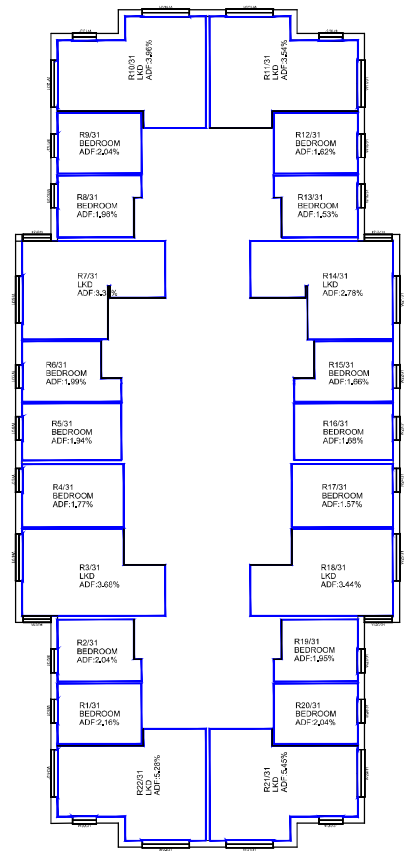 R10/31
LKD
ADF:3.96%
R11/31
LKD
ADF:3.54%
R9/31
BEDROOM
ADF:2.04%
R12/31
BEDROOM
ADF:1.62%
R8/31
BEDROOM
ADF:1.98%
R13/31
BEDROOM
ADF:1.53%
R7/31
LKD
R14/31
LKD
ADF:2.78%
R6/31
BEDROOM
ADF:1.99%
R15/31
BEDROOM
ADF:1.66%
R5/31
BEDROOM
ADF:1.94%
R16/31
BEDROOM
ADF:1.68%
R4/31
BEDROOM
ADF:1.77%
R17/31
BEDROOM
ADF:1.57%
R3/31
LKD
ADF:3.68%
R18/31
LKD
ADF:3.44%
R2/31
BEDROOM
ADF:2.04%
R19/31
BEDROOM
ADF:1.95%
R1/31
BEDROOM
ADF:2.16%
R20/31
BEDROOM
ADF:2.04%
R22/31
LKD
ADF:5.28%
R21/31
LKD
ADF:5.45%